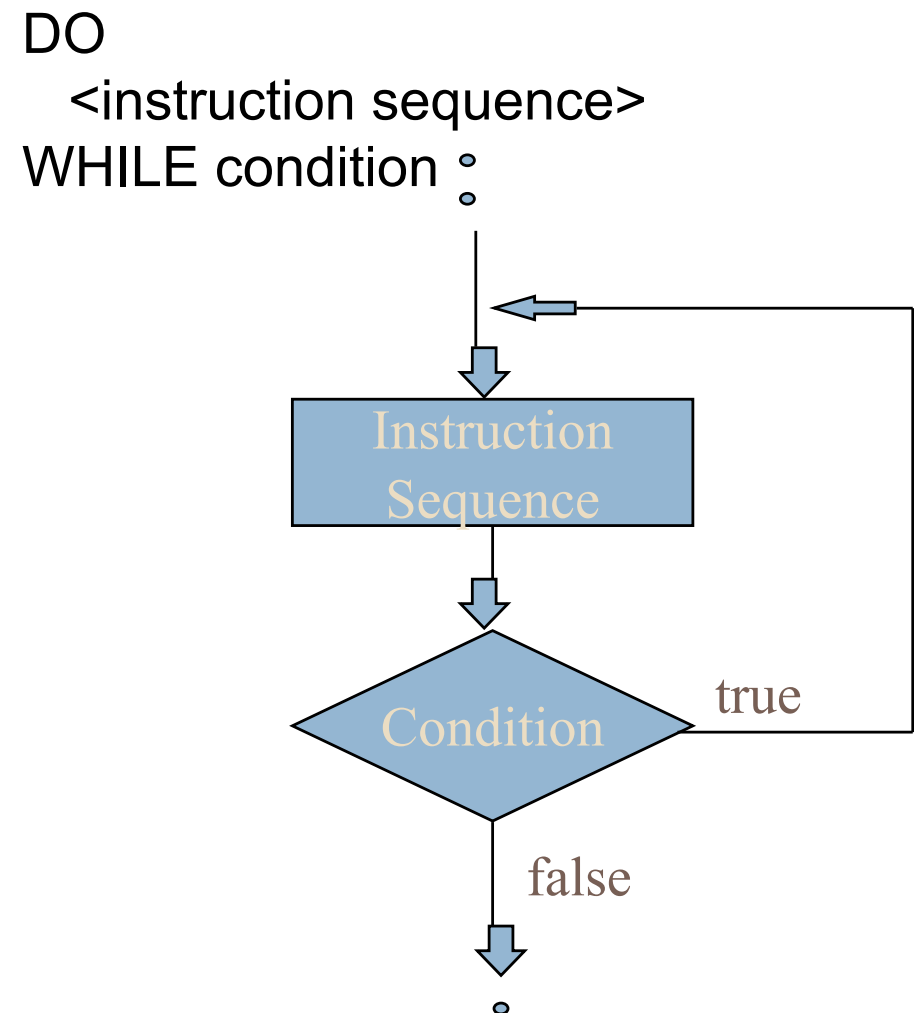 DO
<instruction sequence>
WHILE condition
Instruction
Sequence
Condition
true
false